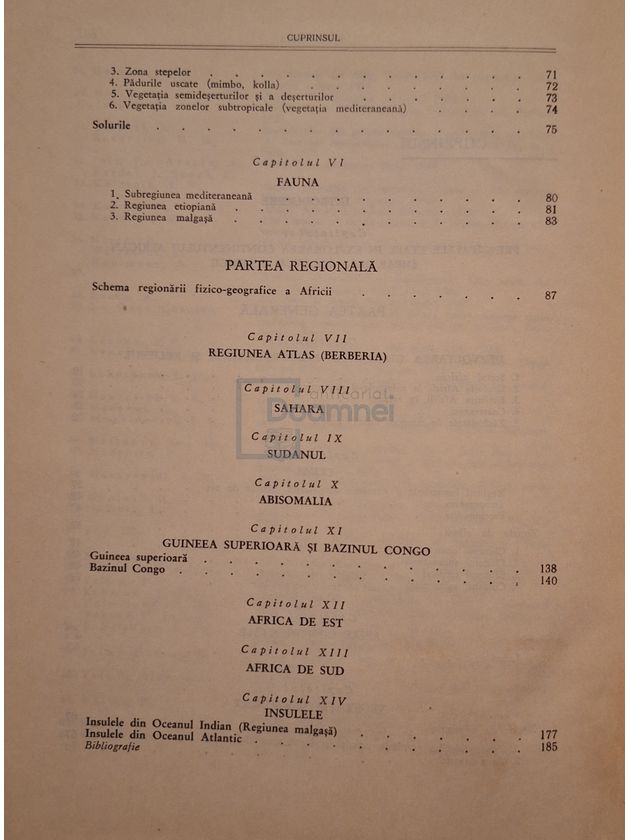 CUPRINSUL
3. Zona stepelor . . . . . . . . . . . . . . 71
4. Pădurile uscate (mimbo, kolla) . . . . . . . . . . 72
5. Vegetația semideșerturilor și a deșerturilor . . . . . . . 73
6. Vegetația zonelor subtropicale (vegetația mediteraneană) . . . . 74
Solurile . . . . . . . . . . . . . . . . 75
Capitolul VI
FAUNA
1. Subregiunea mediteraneană . . . . . . . . . . . 80
2. Regiunea etiopiană . . . . . . . . . . . . . 81
3. Regiunea malgașă . . . . . . . . . . . . . 83
PARTEA REGIONALĂ
Schema regionării fizico-geografice a Africii . . . . . . . 87
Capitolul VII
REGIUNEA ATLAS (BERBERIA)
Capitolul VIII
SAHARA
anticariat
Doamnei
Capitolul IX
SUDANUL
Capitolul X
ABISOMALIA
Capitolul XI
GUINEEA SUPERIOARĂ ȘI BAZINUL CONGO
Guineea superioară . . . . . . . . . . . . . 138
Bazinul Congo . . . . . . . . . . . . . . 140
Capitolul XII
AFRICA DE EST
Capitolul XIII
AFRICA DE SUD
Capitolul XIV
INSULELE
Insulele din Oceanul Indian (Regiunea malgașă) . . . . . . . 177
Insulele din Oceanul Atlantic . . . . . . . . . . . 185
Bibliografie . . . . . . . . . . . . . . .